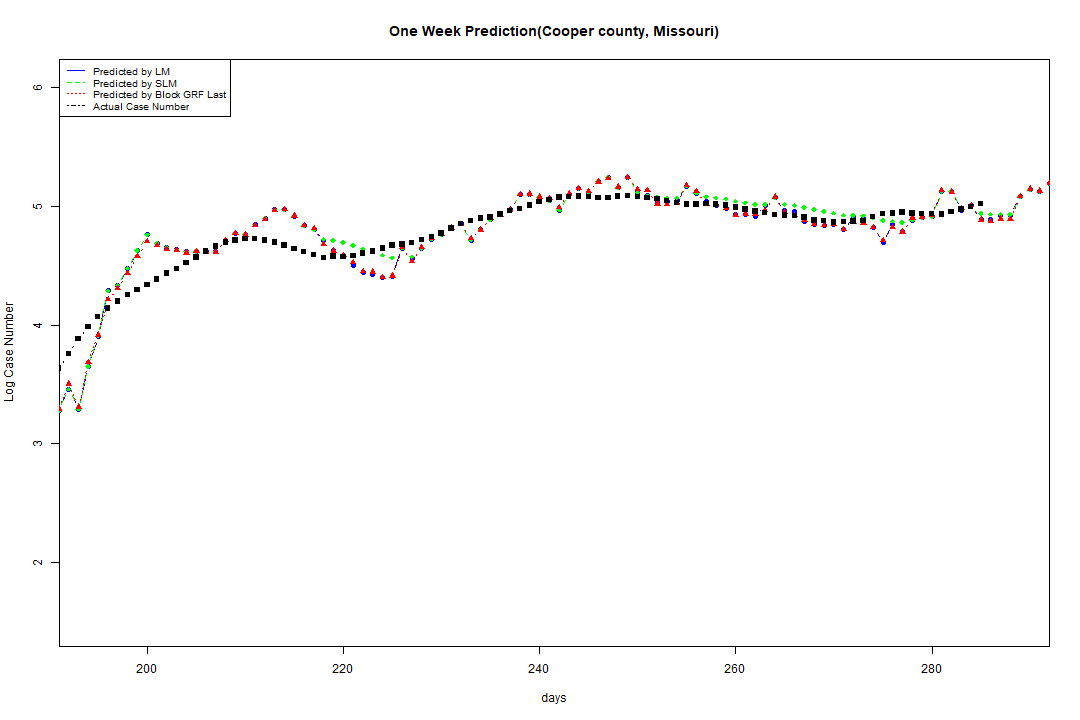 One Week Prediction(Cooper county, Missouri)
Predicted by LM
Predicted by SLM
Predicted by Block GRF Last
Actual Case Number
6
5
4
3
2
Log Case Number
200 220 240 260 280
days